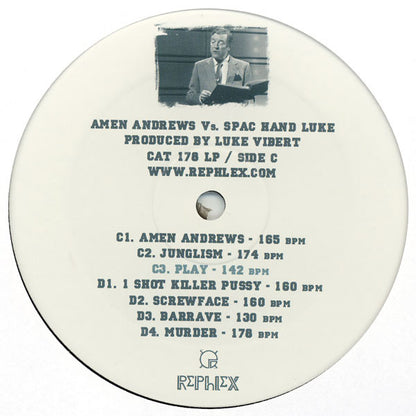 AMEN ANDREWS Vs. SPAC HAND LUKE
PRODUCED BY LUKE VIBERT
CAT 178 LP / SIDE C
WWW.REPHLEX.COM
C1. AMEN ANDREWS - 165 BPM
C2. JUNGLISM - 174 BPM
C3. PLAY - 142 BPM
D1. 1 SHOT KILLER PUSSY - 160 BPM
D2. SCREWFACE - 160 BPM
D3. BARRAVE - 130 BPM
D4. MURDER - 178 BPM
REPHLEX